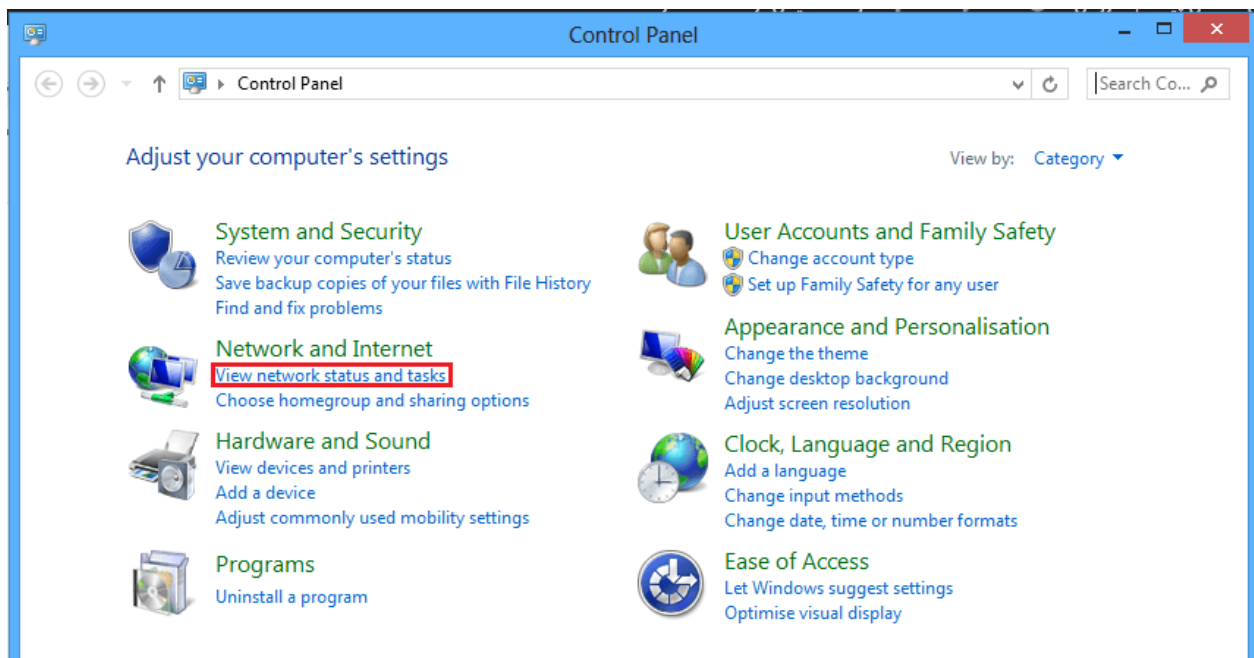 Control Panel
Control Panel
Search Co...
Adjust your computer's settings
View by: Category
System and Security
Review your computer's status
Save backup copies of your files with File History
Find and fix problems
Network and Internet
View network status and tasks
Choose homegroup and sharing options
Hardware and Sound
View devices and printers
Add a device
Adjust commonly used mobility settings
Programs
Uninstall a program
User Accounts and Family Safety
Change account type
Set up Family Safety for any user
Appearance and Personalisation
Change the theme
Change desktop background
Adjust screen resolution
Clock, Language and Region
Add a language
Change input methods
Change date, time or number formats
Ease of Access
Let Windows suggest settings
Optimise visual display